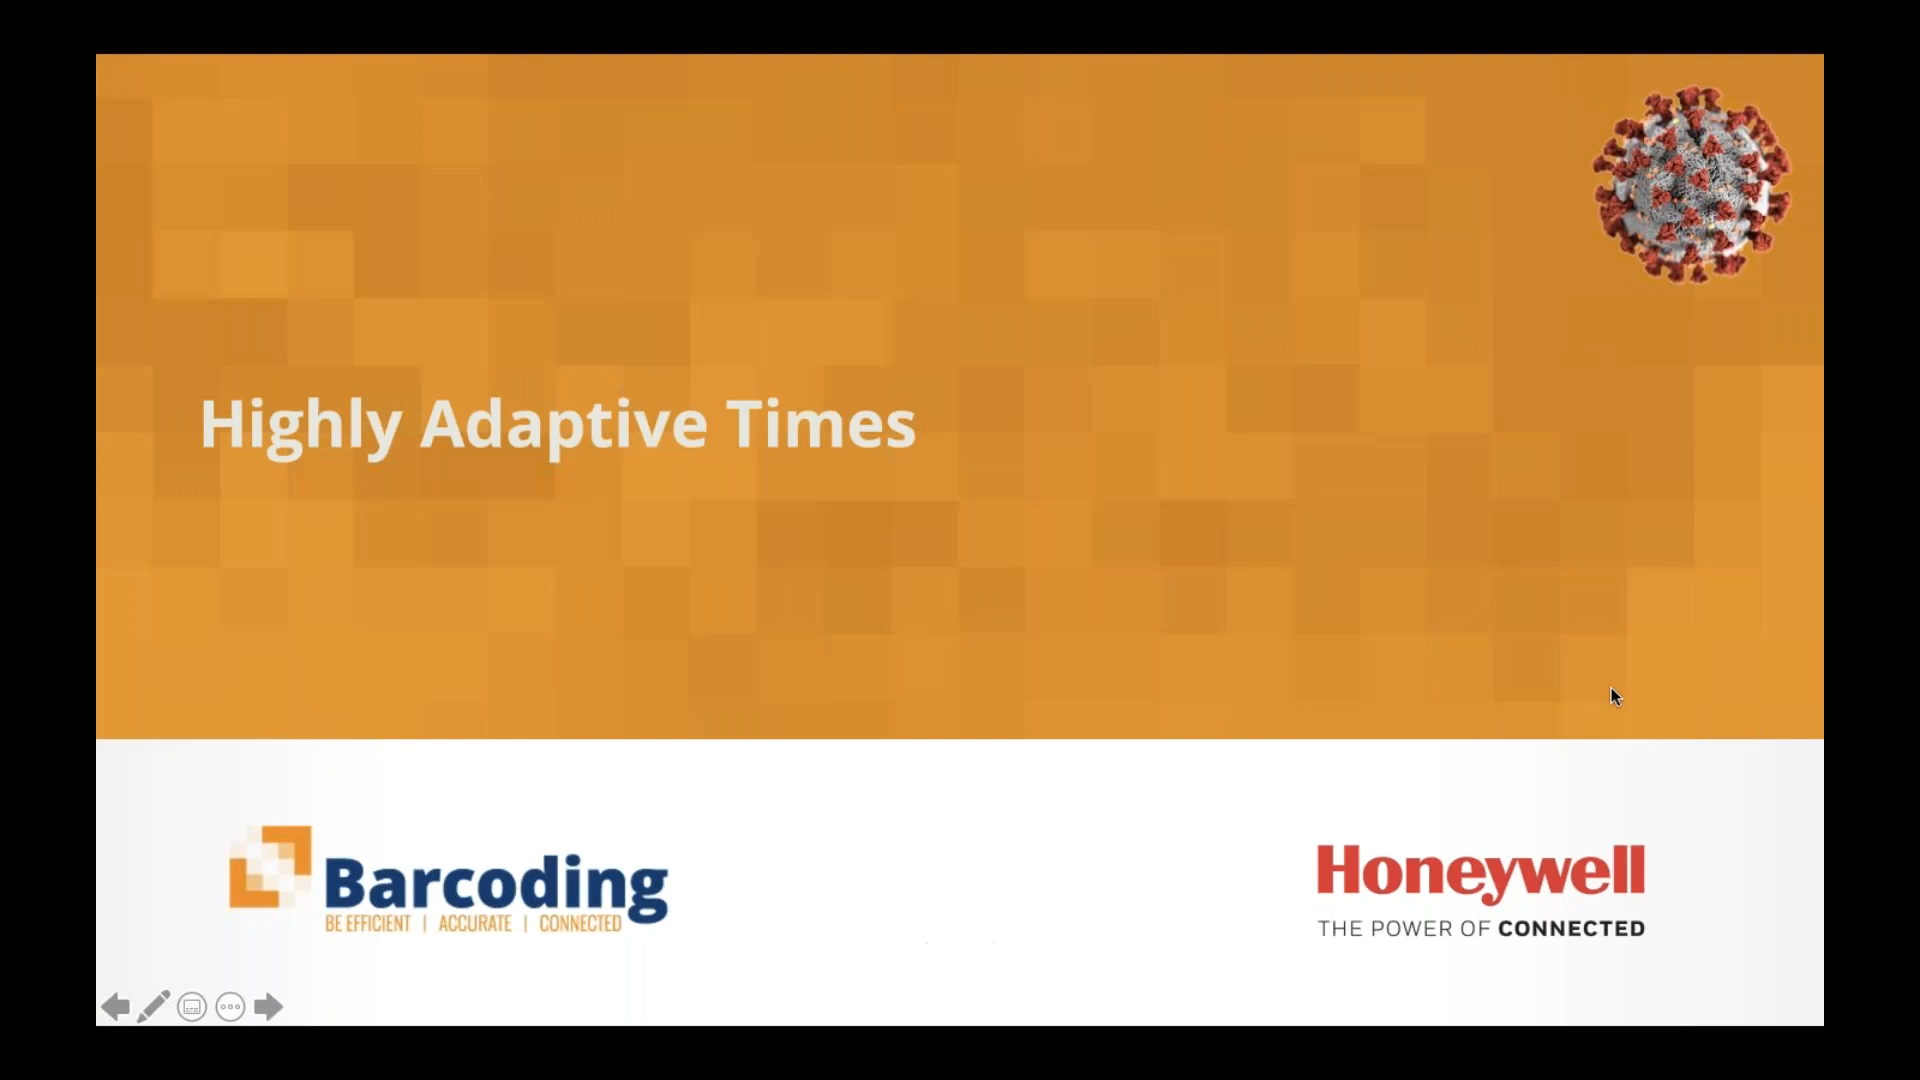 Highly Adaptive Times
Barcoding
BE EFFICIENT | ACCURATE | CONNECTED
Honeywell
THE POWER OF CONNECTED